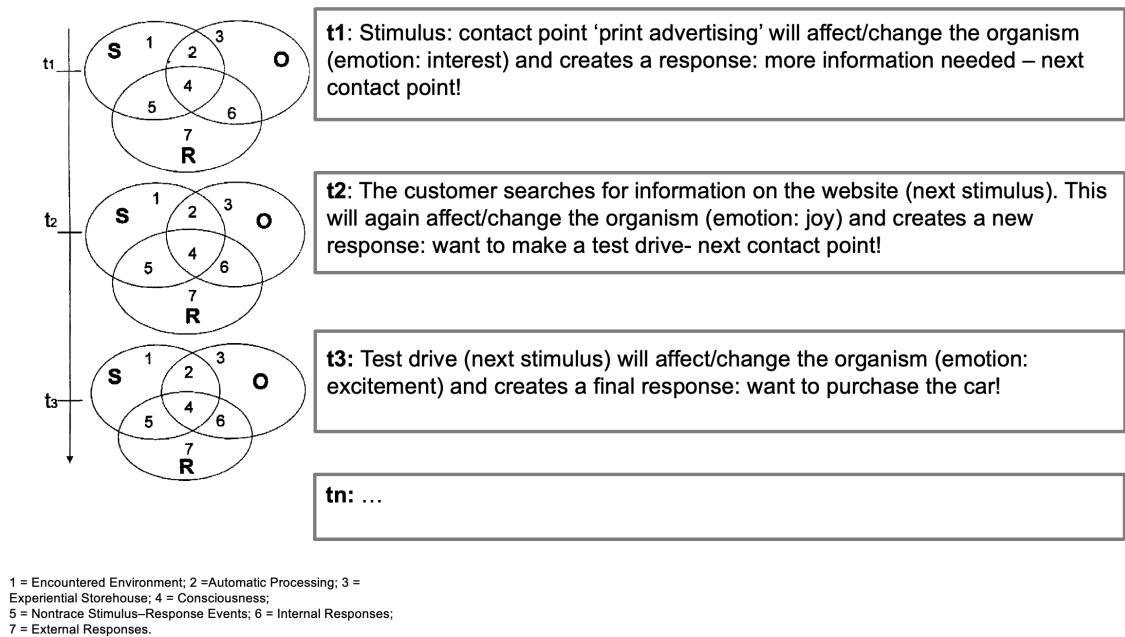 t1
S
1
2
3
O
4
5
6
7
R
t1: Stimulus: contact point ‘print advertising’ will affect/change the organism
(emotion: interest) and creates a response: more information needed – next
contact point!
t2
S
1
2
3
O
4
5
6
7
R
t2: The customer searches for information on the website (next stimulus). This
will again affect/change the organism (emotion: joy) and creates a new
response: want to make a test drive- next contact point!
t3
S
1
2
3
O
4
5
6
7
R
t3: Test drive (next stimulus) will affect/change the organism (emotion:
excitement) and creates a final response: want to purchase the car!
tn: …
1 = Encountered Environment; 2 =Automatic Processing; 3 =
Experiential Storehouse; 4 = Consciousness;
5 = Nontrace Stimulus–Response Events; 6 = Internal Responses;
7 = External Responses.